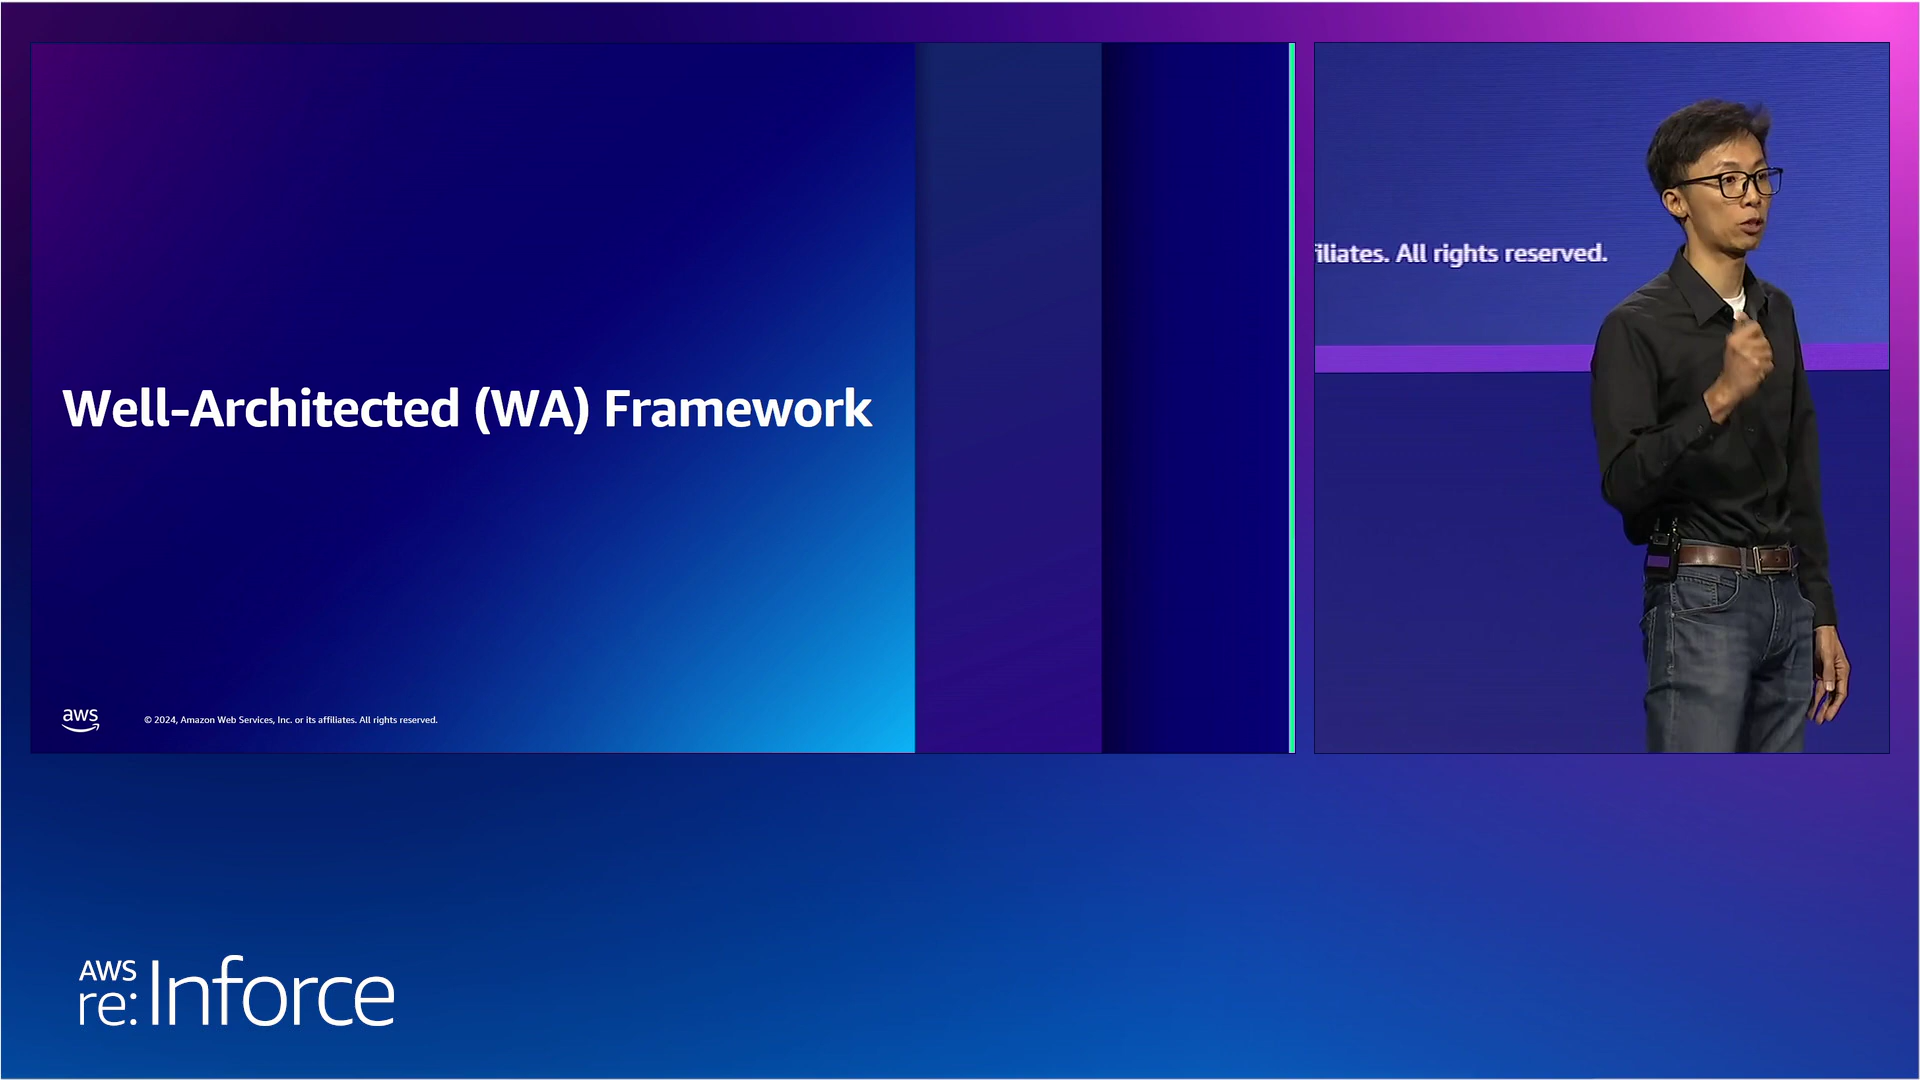 Well-Architected (WA) Framework
aws
© 2024, Amazon Web Services, Inc. or its affiliates. All rights reserved.
filiates. All rights reserved.
AWS
re:Inforce